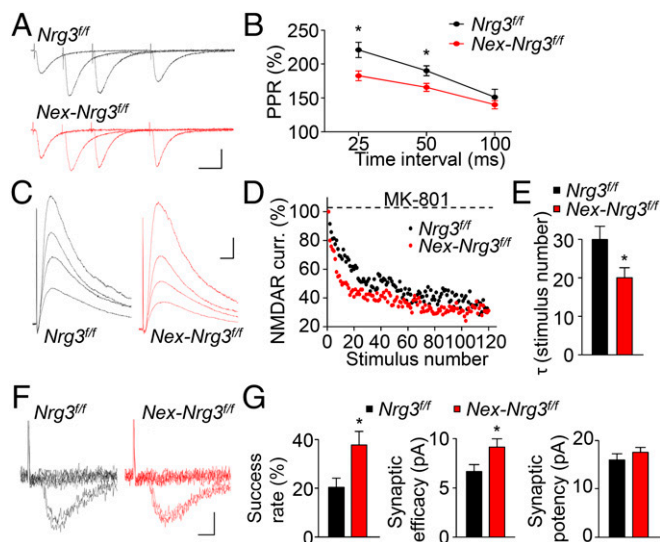 A
Nrg3f/f
Nex-Nrg3f/f
B
Nrg3f/f
Nex-Nrg3f/f
PPR (%)
250
200
150
100
* *
25 50 100
Time interval (ms)
C
Nrg3f/f
Nex-Nrg3f/f
D
MK-801
Nrg3f/f
Nex-Nrg3f/f
NMDAR curr. (%)
100
80
60
40
20
0 20 40 60 80 100 120
Stimulus number
E
Nrg3f/f
Nex-Nrg3f/f
τ (stimulus number)
30
20
10
0
*
F
Nrg3f/f
Nex-Nrg3f/f
G
Nrg3f/f
Nex-Nrg3f/f
Success rate (%)
40
20
0
*
Synaptic efficacy (pA)
12
8
4
0
*
Synaptic potency (pA)
20
10
0